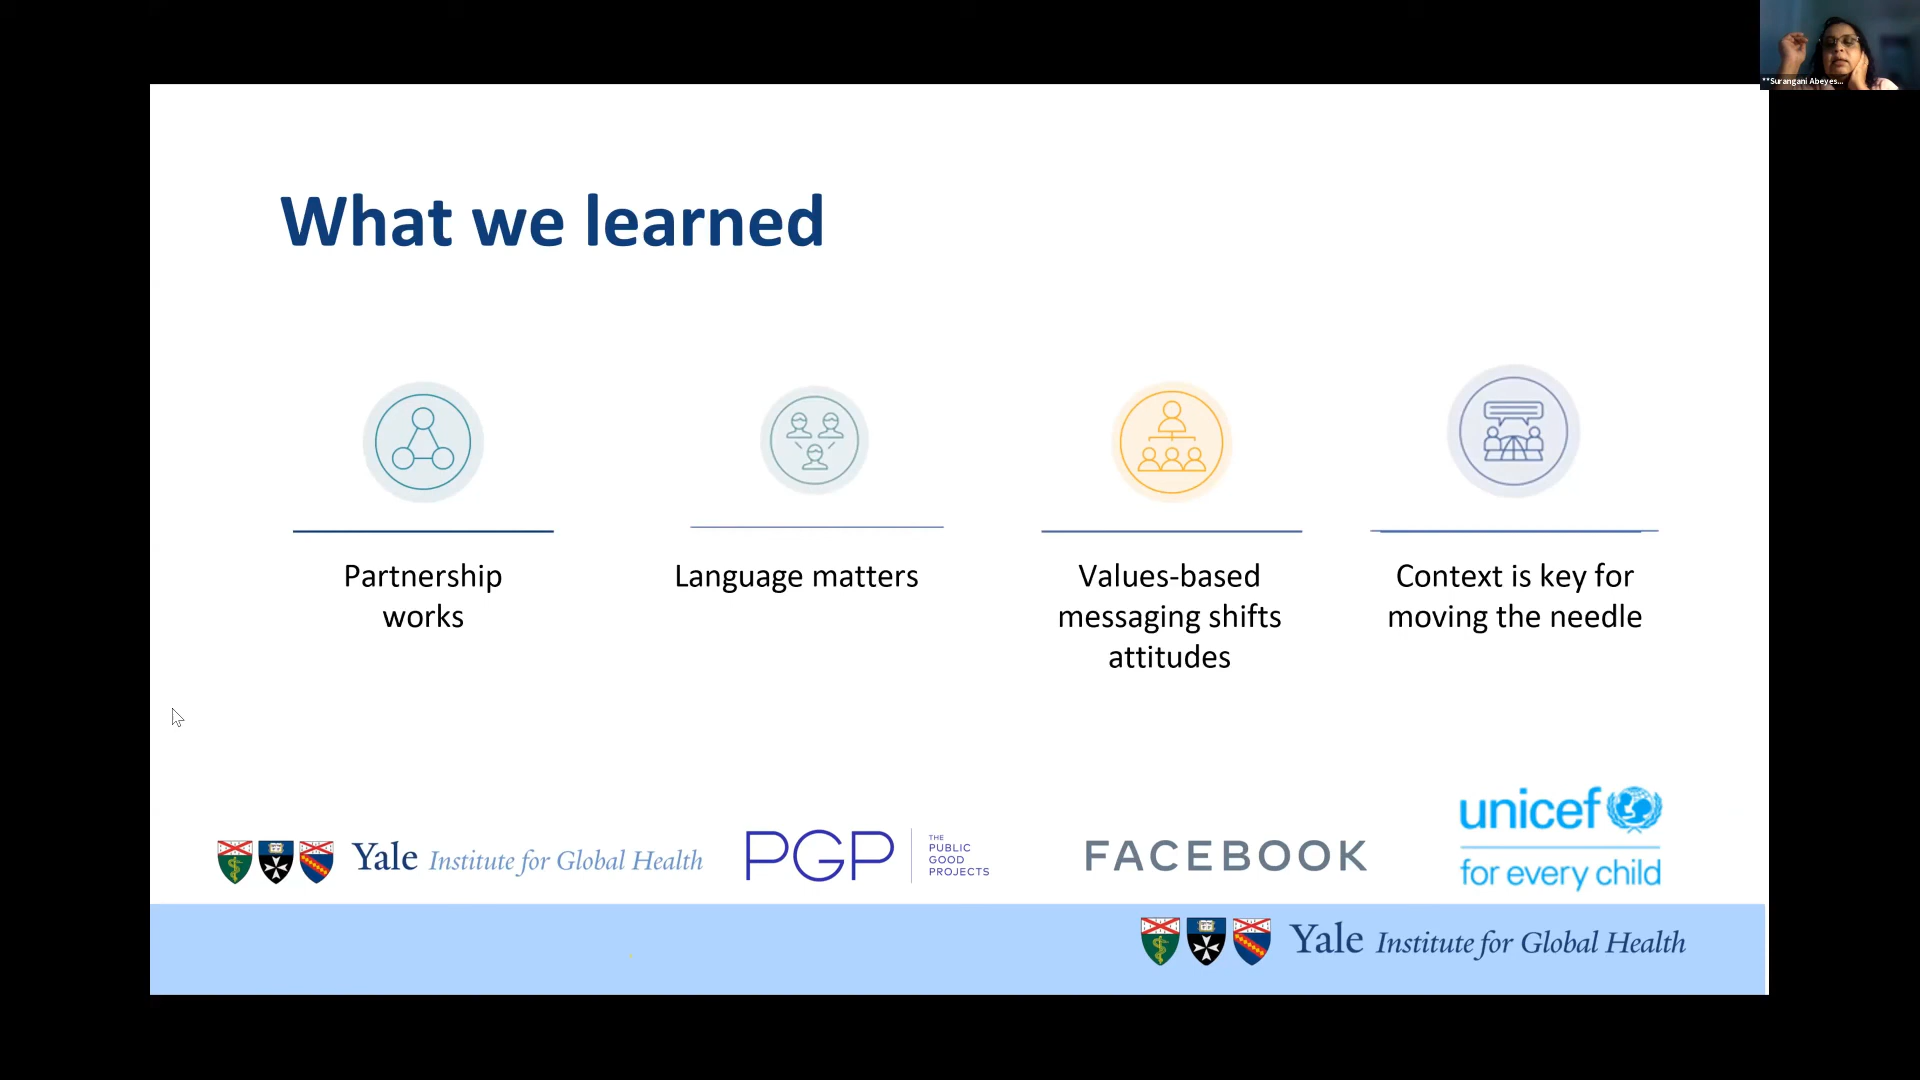 **Surangani Abeyes...
What we learned
Partnership
works
Language matters
Values-based
messaging shifts
attitudes
Context is key for
moving the needle
Yale Institute for Global Health
PGP
THE
PUBLIC
GOOD
PROJECTS
FACEBOOK
unicef
for every child
Yale Institute for Global Health